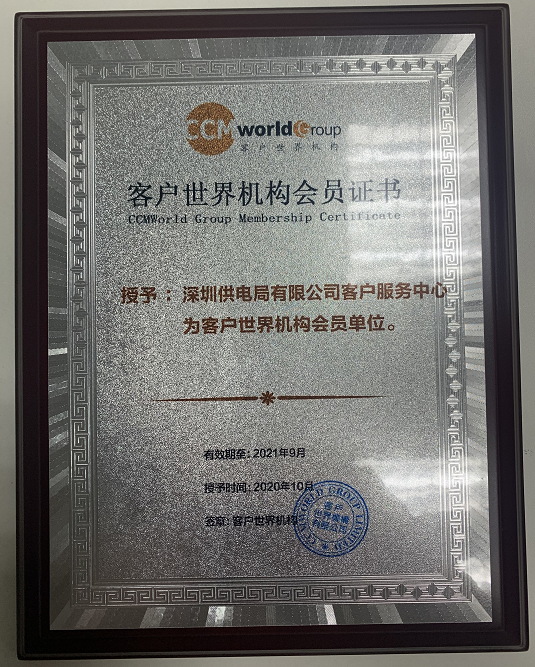 CCMworldGroup
客户世界机构
客户世界机构会员证书
CCMWorld Group Membership Certificate
授予：深圳供电局有限公司客户服务中心
为客户世界机构会员单位。
有效期至：2021年9月
授予时间：2020年10月
签章：客户世界机构